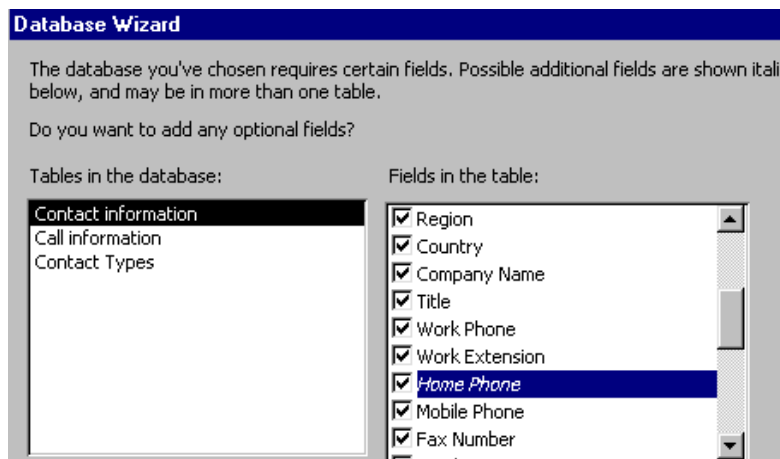 Database Wizard
The database you've chosen requires certain fields. Possible additional fields are shown itali
below, and may be in more than one table.
Do you want to add any optional fields?
Tables in the database:
Fields in the table:
Contact information
Call information
Contact Types
Region
Country
Company Name
Title
Work Phone
Work Extension
Home Phone
Mobile Phone
Fax Number